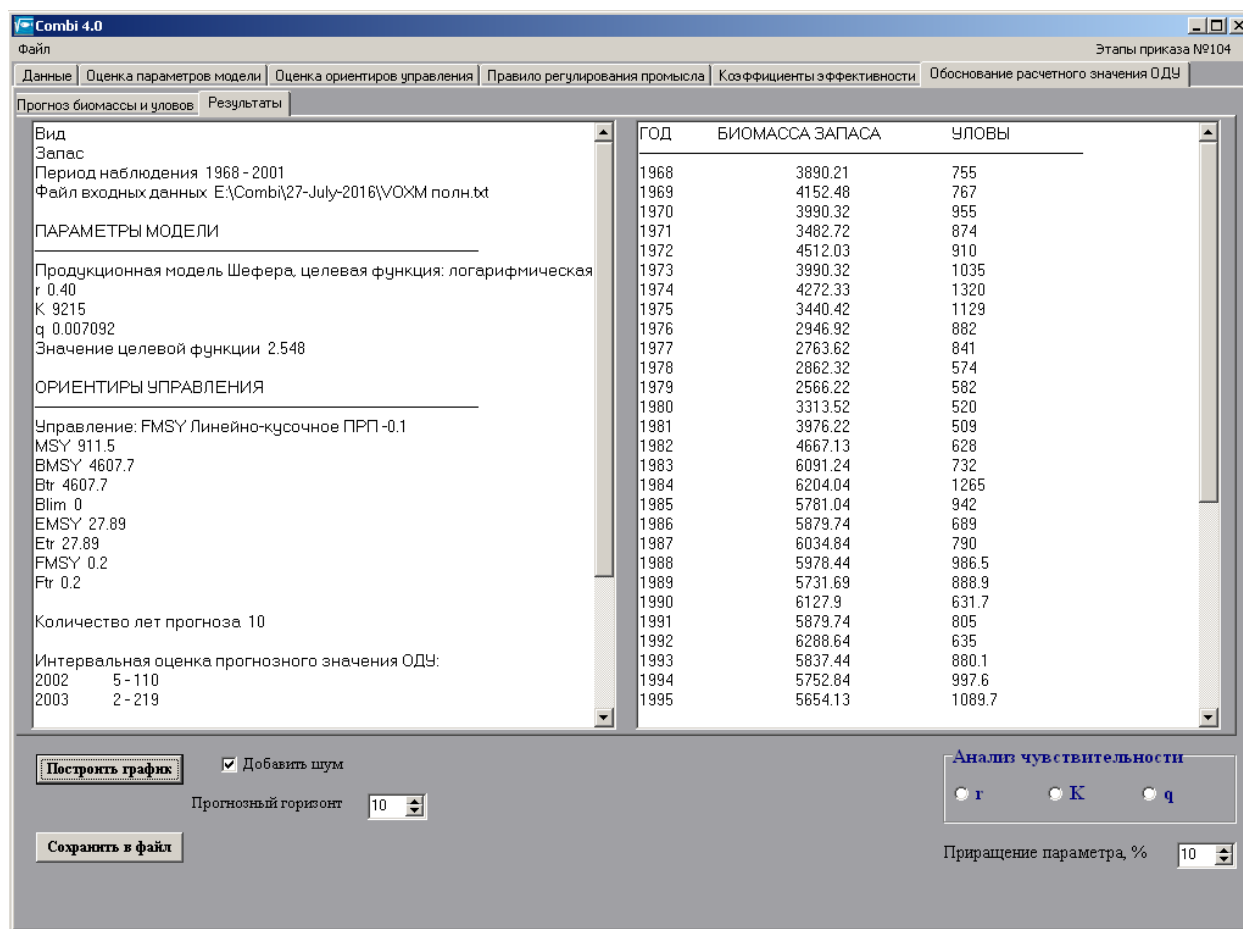 Combi 4.0
Файл
Этапы приказа №104
Данные
Оценка параметров модели
Оценка ориентиров управления
Правило регулирования промысла
Коэффициенты эффективности
Обоснование расчетного значения ОДУ
Прогноз биомассы и уловов
Результаты
Вид
Запас
Период наблюдения 1968 - 2001
Файл входных данных E:\Combi\27-July-2016\VOXM полн.txt
ПАРАМЕТРЫ МОДЕЛИ
Продукционная модель Шефера, целевая функция: логарифмическая
r 0.40
K 9215
q 0.007092
Значение целевой функции 2.548
ОРИЕНТИРЫ УПРАВЛЕНИЯ
Управление: FMSY Линейно-кусочное ПРП -0.1
MSY 911.5
BMSY 4607.7
Btr 4607.7
Blim 0
EMSY 27.89
Etr 27.89
FMSY 0.2
Ftr 0.2
Количество лет прогноза 10
Интервальная оценка прогнозного значения ОДУ:
2002 5 - 110
2003 2 - 219
ГОД БИОМАССА ЗАПАСА УЛОВЫ
1968 3890.21 755
1969 4152.48 767
1970 3990.32 955
1971 3482.72 874
1972 4512.03 910
1973 3990.32 1035
1974 4272.33 1320
1975 3440.42 1129
1976 2946.92 882
1977 2763.62 841
1978 2862.32 574
1979 2566.22 582
1980 3313.52 520
1981 3976.22 509
1982 4667.13 628
1983 6091.24 732
1984 6204.04 1265
1985 5781.04 942
1986 5879.74 689
1987 6034.84 790
1988 5978.44 986.5
1989 5731.69 888.9
1990 6127.9 631.7
1991 5879.74 805
1992 6288.64 635
1993 5837.44 880.1
1994 5752.84 997.6
1995 5654.13 1089.7
Построить график
Добавить шум
Прогнозный горизонт 10
Сохранить в файл
Анализ чувствительности
r K q
Приращение параметра, % 10